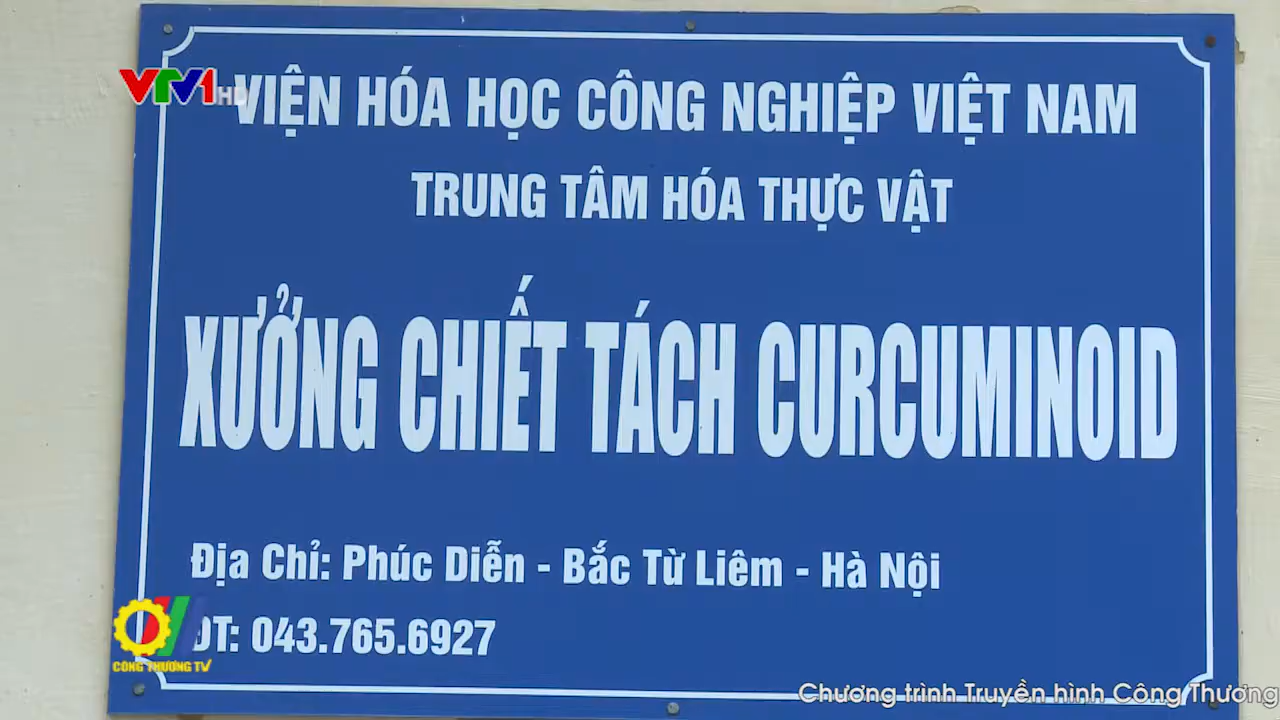 VTV1 HD
VIỆN HÓA HỌC CÔNG NGHIỆP VIỆT NAM
TRUNG TÂM HÓA THỰC VẬT
XƯỞNG CHIẾT TÁCH CURCUMINOID
Địa Chỉ: Phúc Diễn - Bắc Từ Liêm - Hà Nội
ĐT: 043.765.6927
CÔNG THƯƠNG TV
Chương trình Truyền hình Công Thương